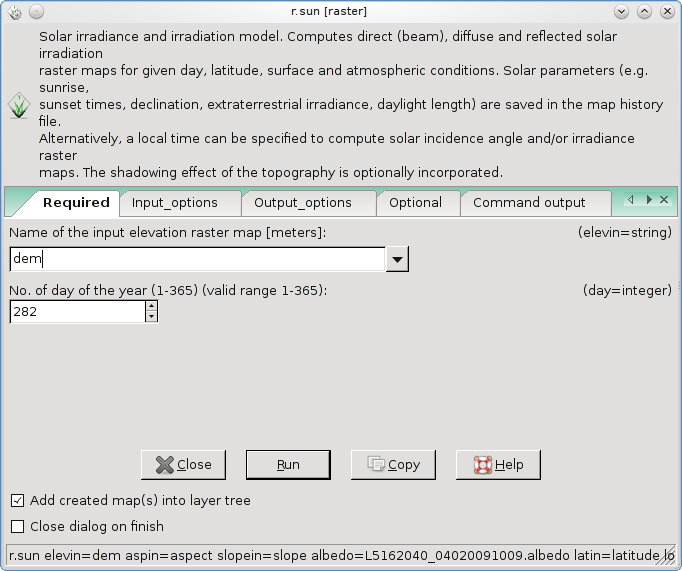 r.sun [raster]
Solar irradiance and irradiation model. Computes direct (beam), diffuse and reflected solar
irradiation
raster maps for given day, latitude, surface and atmospheric conditions. Solar parameters (e.g.
sunrise,
sunset times, declination, extraterrestrial irradiance, daylight length) are saved in the map history
file.
Alternatively, a local time can be specified to compute solar incidence angle and/or irradiance
raster
maps. The shadowing effect of the topography is optionally incorporated.
Required Input_options Output_options Optional Command output
Name of the input elevation raster map [meters]: (elevin=string)
dem
No. of day of the year (1-365) (valid range 1-365): (day=integer)
282
Close Run Copy Help
Add created map(s) into layer tree
Close dialog on finish
r.sun elevin=dem aspin=aspect slopein=slope albedo=L5162040_04020091009.albedo latin=latitude lo